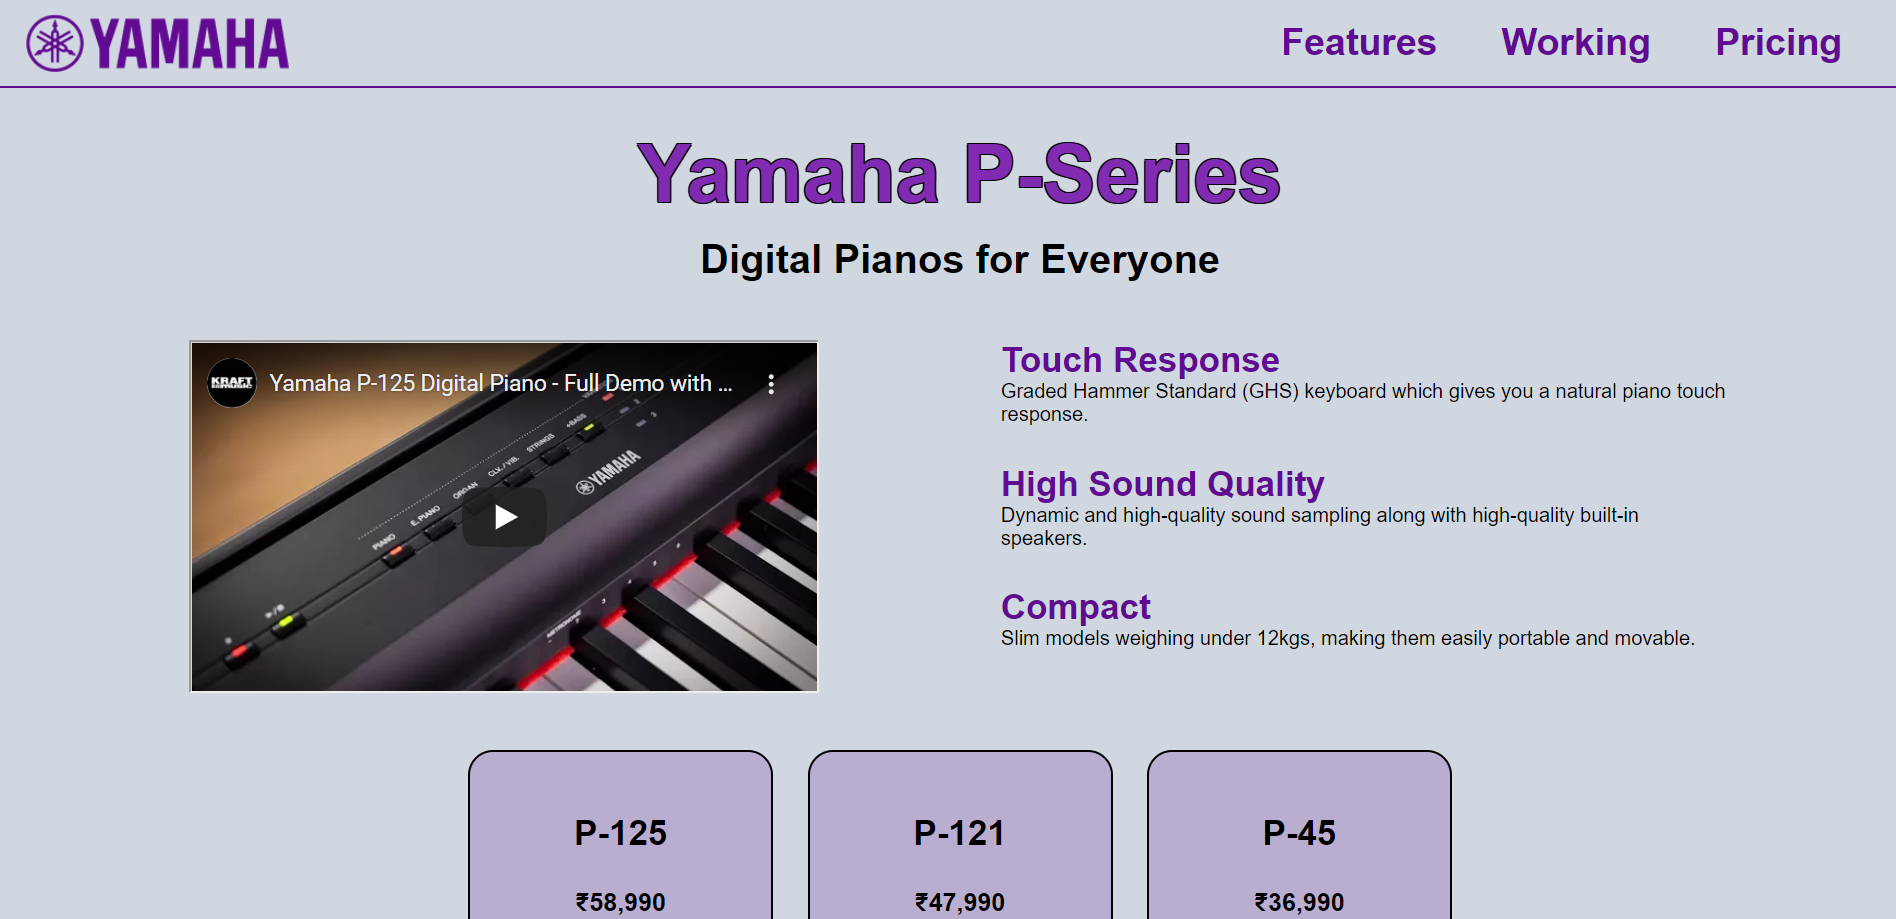 YAMAHA
Features
Working
Pricing
Yamaha P-Series
Digital Pianos for Everyone
KRAFT
music
Yamaha P-125 Digital Piano - Full Demo with ...
+BASS
STRINGS
CLV./VIB.
ORGAN
E.PIANO
PIANO
YAMAHA
METRONOME
Touch Response
Graded Hammer Standard (GHS) keyboard which gives you a natural piano touch
response.
High Sound Quality
Dynamic and high-quality sound sampling along with high-quality built-in
speakers.
Compact
Slim models weighing under 12kgs, making them easily portable and movable.
P-125
₹58,990
P-121
₹47,990
P-45
₹36,990